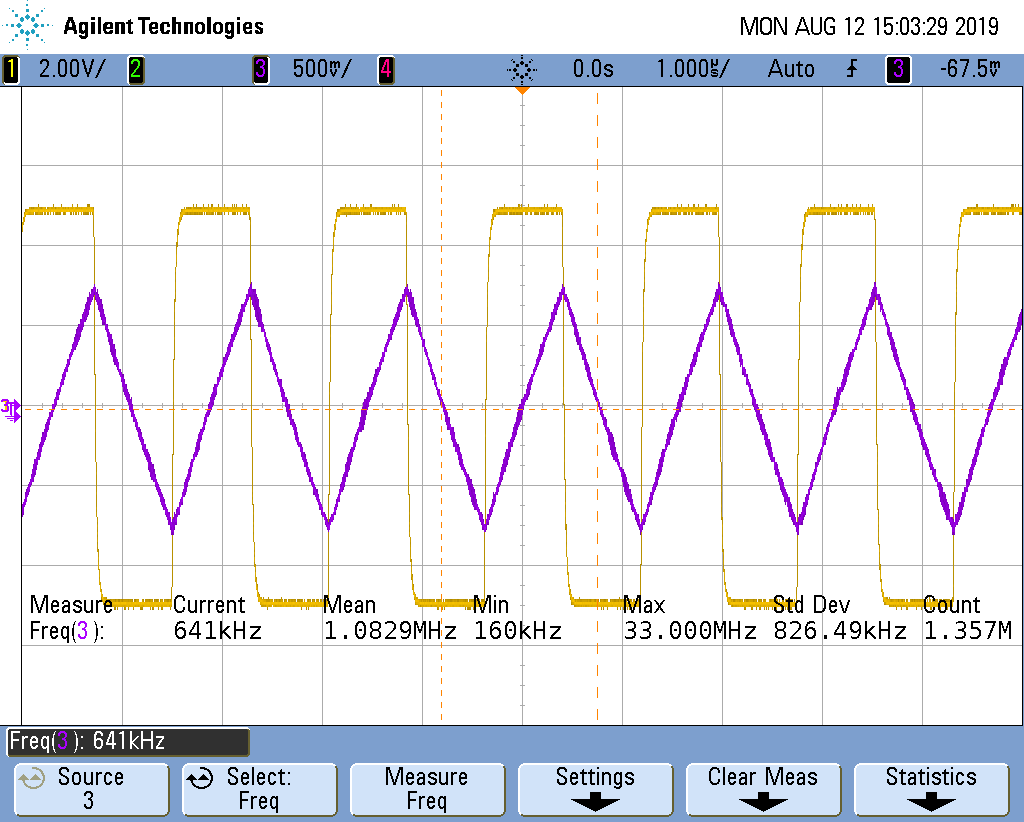 Agilent Technologies MON AUG 12 15:03:29 2019
1 2.00V/ 2 3 500mV/ 4 0.0s 1.000µs/ Auto 3 -67.5mV
3
Measure Current Mean Min Max Std Dev Count
Freq(3): 641kHz 1.0829MHz 160kHz 33.000MHz 826.49kHz 1.357M
Freq(3): 641kHz
Source Select: Measure Settings Clear Meas Statistics
3 Freq Freq